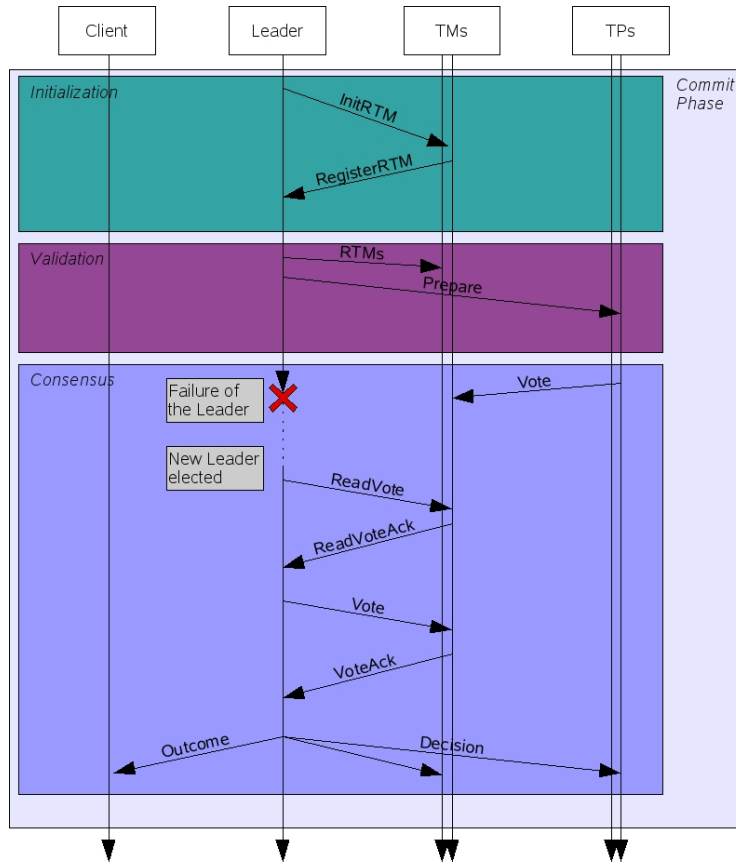 Client
Leader
TMs
TPs
Commit
Phase
Initialization
InitRTM
RegisterRTM
Validation
RTMs
Prepare
Consensus
Failure of
the Leader
Vote
New Leader
elected
ReadVote
ReadVoteAck
Vote
VoteAck
Outcome
Decision